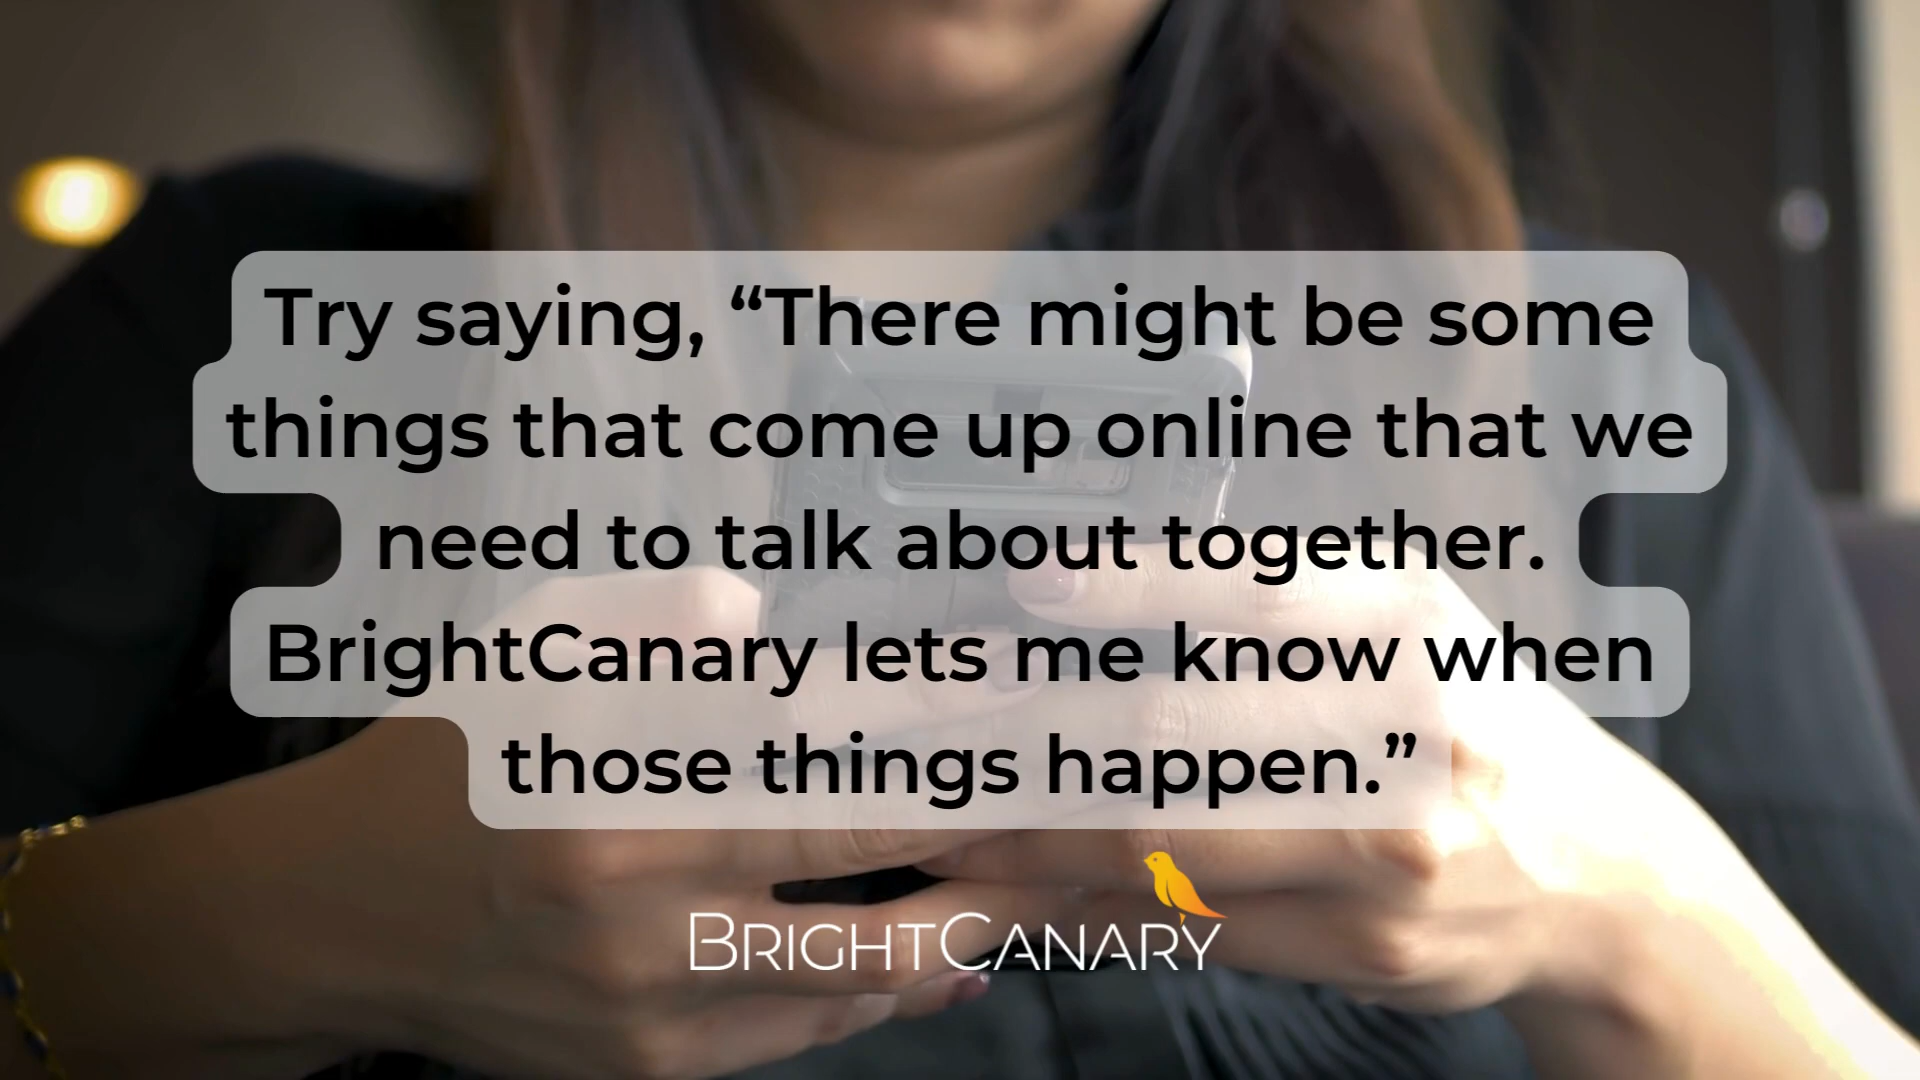 Try saying, “There might be some
things that come up online that we
need to talk about together.
BrightCanary lets me know when
those things happen.”
BRIGHTCANARY